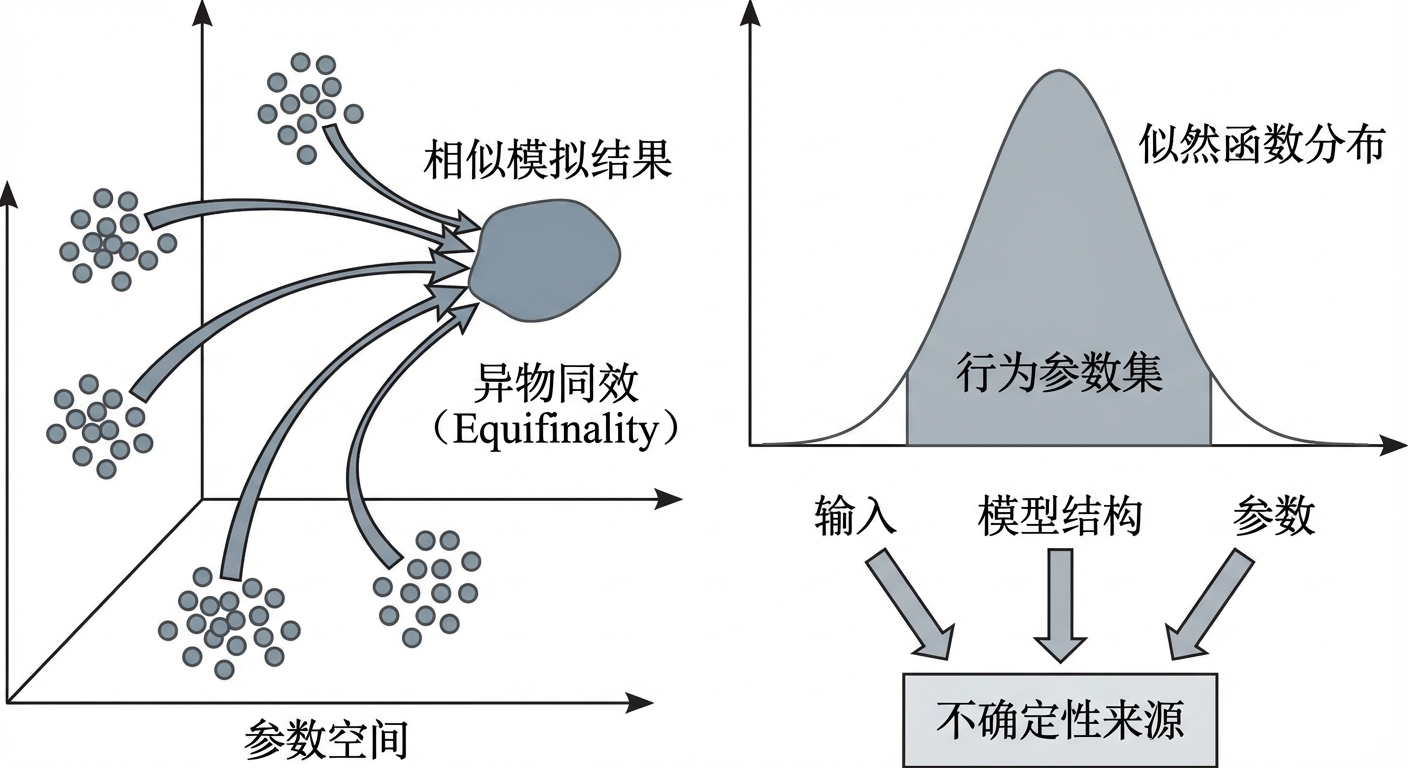 相似模拟结果
异物同效
（Equifinality）
参数空间
似然函数分布
行为参数集
输入
模型结构
参数
不确定性来源